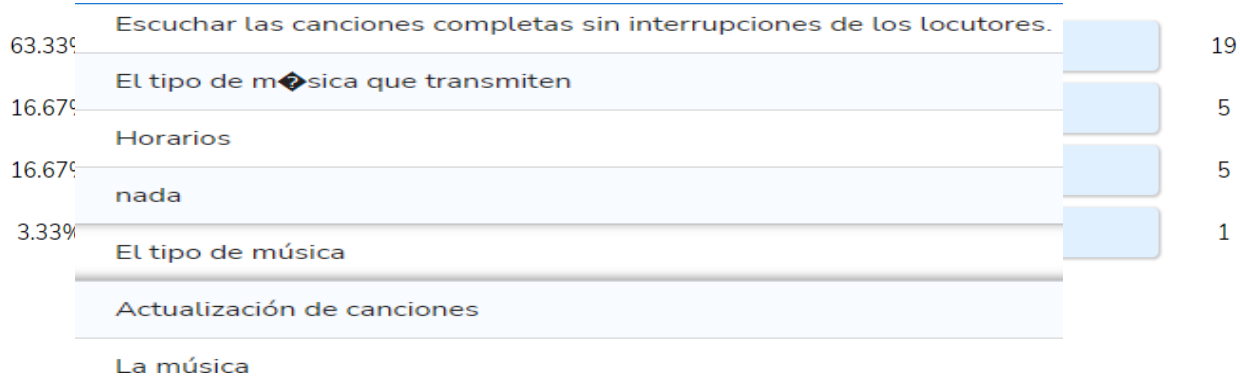 Escuchar las canciones completas sin interrupciones de los locutores.
63.33% 19
El tipo de m�sica que transmiten
16.67% 5
Horarios
16.67% 5
nada
3.33% 1
El tipo de música
Actualización de canciones
La música